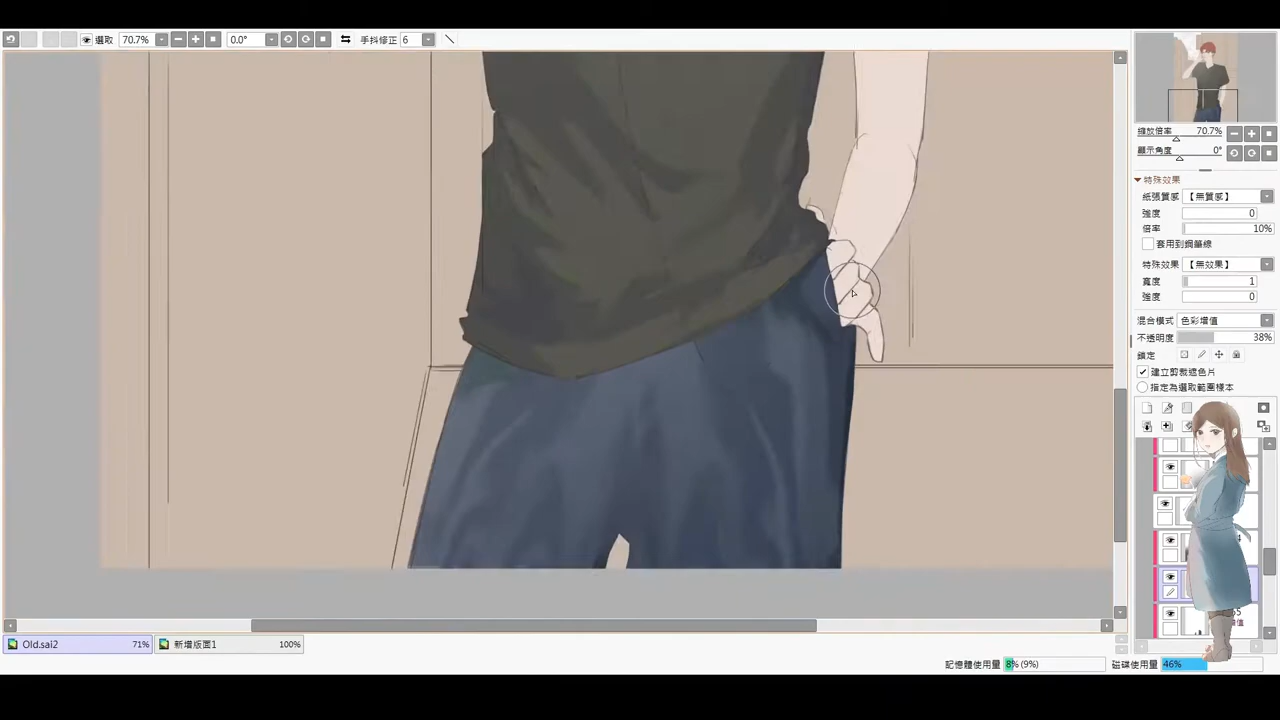 選取 70.7% 0.0° 手抖修正 6
縮放倍率 70.7%
顯示角度 0°
特殊效果
紙張質感 【無質感】
強度 0
倍率 10%
套用到鋼筆線
特殊效果 【無效果】
寬度 1
強度 0
混合模式 色彩增值
不透明度 38%
鎖定
建立剪裁遮色片
指定為選取範圍樣本
Old.sai2 71% 新增版面1 100%
記憶體使用量 8% (9%) 磁碟使用量 46%